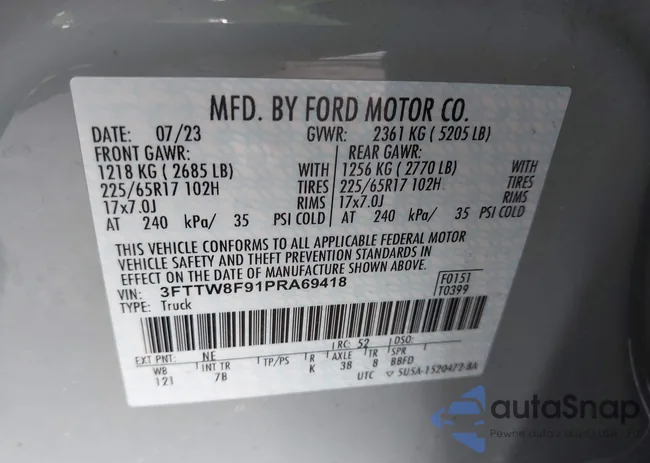 MFD. BY FORD MOTOR CO.
DATE: 07/23 GVWR: 2361 KG ( 5205 LB)
FRONT GAWR: REAR GAWR:
1218 KG ( 2685 LB) WITH 1256 KG ( 2770 LB) WITH
225/65R17 102H TIRES 225/65R17 102H TIRES
17x7.0J RIMS 17x7.0J RIMS
AT 240 kPa/ 35 PSI COLD AT 240 kPa/ 35 PSI COLD
THIS VEHICLE CONFORMS TO ALL APPLICABLE FEDERAL MOTOR
VEHICLE SAFETY AND THEFT PREVENTION STANDARDS IN
EFFECT ON THE DATE OF MANUFACTURE SHOWN ABOVE.
VIN: 3FTTW8F91PRA69418 F0151
TYPE: Truck T0399
EXT PNT: NE RC: 52 DSO:
WB INT TR TP/PS R AXLE TR SPR
121 7B K 3B 8 BBFD
UTC 5U5A-1520472-BA
autaSnap